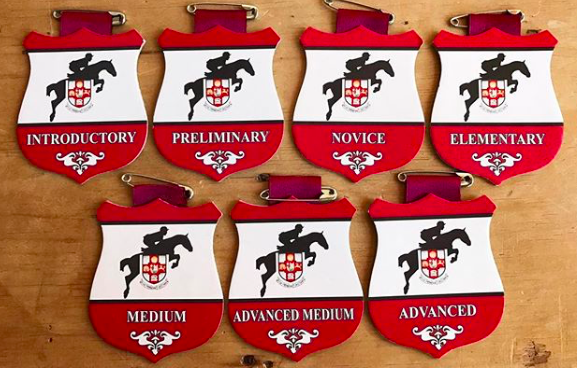 INTRODUCTORY
PRELIMINARY
NOVICE
ELEMENTARY
MEDIUM
ADVANCED MEDIUM
ADVANCED